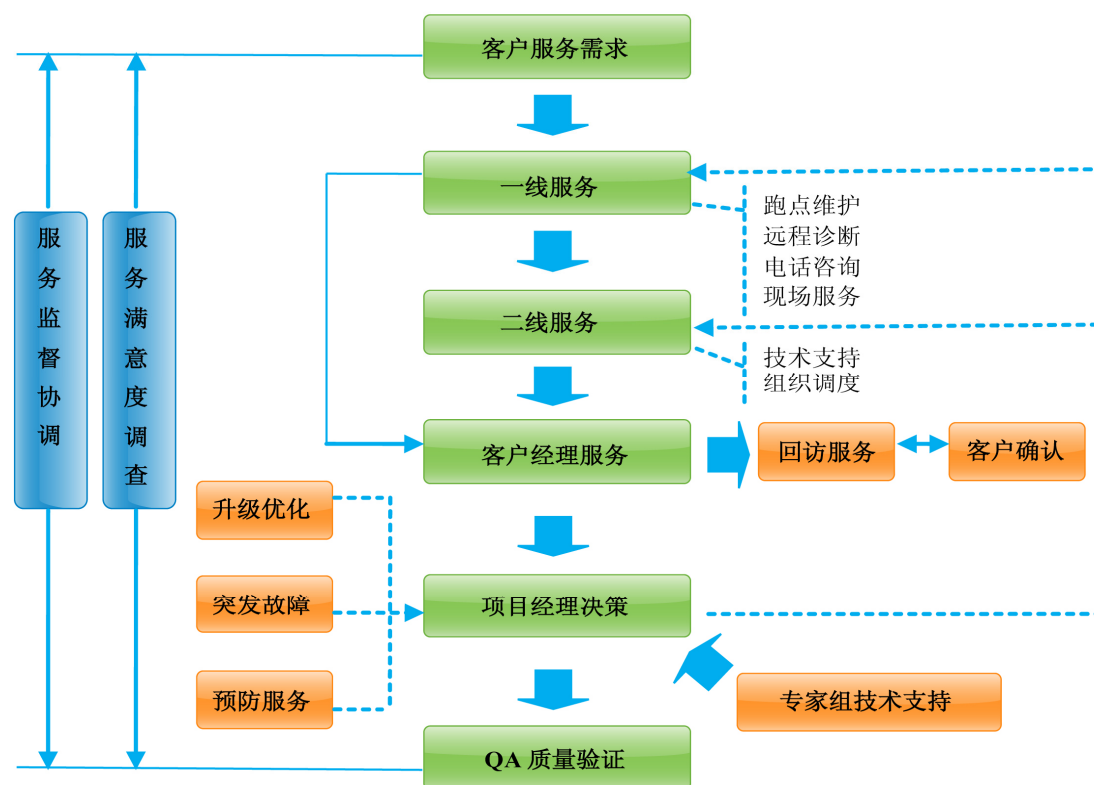 客户服务需求
一线服务
跑点维护
远程诊断
电话咨询
现场服务
服务监督协调
服务满意度调查
二线服务
技术支持
组织调度
客户经理服务
回访服务
客户确认
升级优化
突发故障
预防服务
项目经理决策
专家组技术支持
QA 质量验证